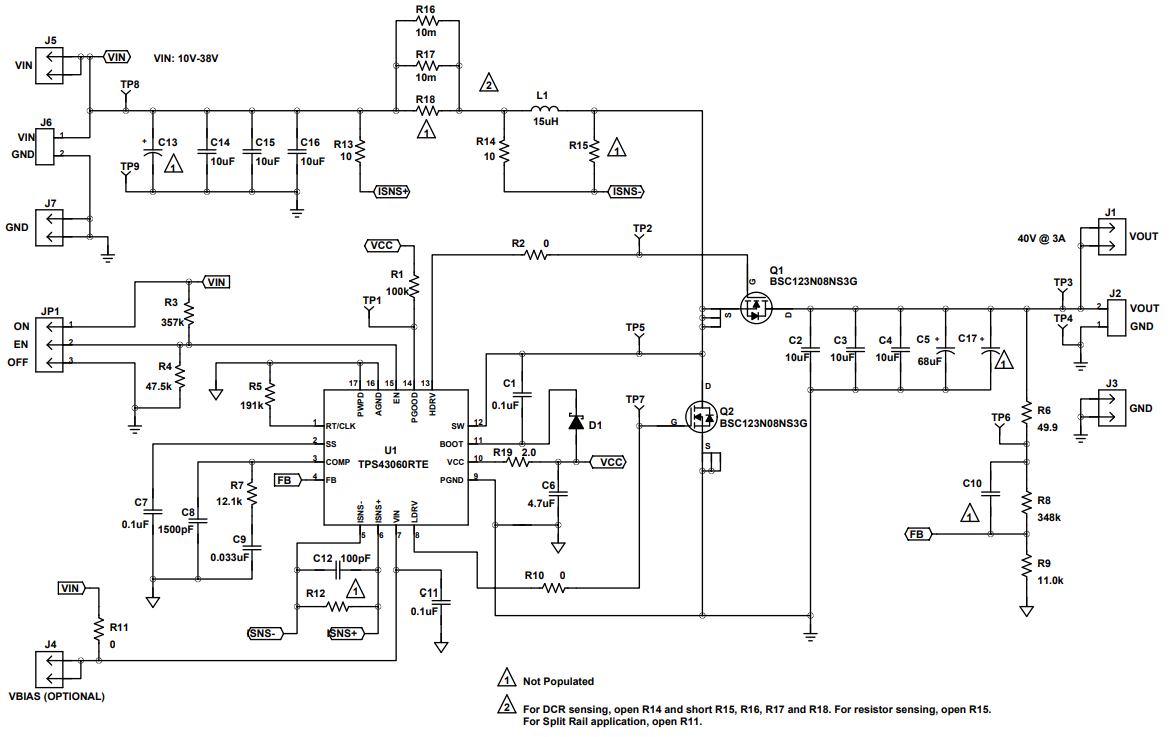 R16
10m
J5
VIN
VIN
VIN: 10V-38V
R17
10m
2
TP8
R18
1
L1
15uH
J6
VIN 1
GND 2
+ C13
1
C14
10uF
C15
10uF
C16
10uF
R13
10
R14
10
R15
1
TP9
ISNS+
ISNS-
J7
GND
VCC
R2 0
TP2
J1
VOUT
40V @ 3A
R1
100k
Q1
BSC123N08NS3G
G
S
D
VIN
R3
357k
TP1
TP3
J2
2 VOUT
1 GND
TP4
JP1
ON 1
EN 2
OFF 3
TP5
C2
10uF
C3
10uF
C4
10uF
C5 +
68uF
C17 +
1
R4
47.5k
R5
191k
17 16 15 14 13
PWPD
AGND
EN
PGOOD
HDRV
C1
0.1uF
D
Q2
BSC123N08NS3G
G
S
TP7
J3
GND
R6
49.9
TP6
1 RT/CLK
2 SS
3 COMP
4 FB
U1
TPS43060RTE
SW 12
BOOT 11
VCC 10
PGND 9
D1
R19 2.0
VCC
FB
R7
12.1k
C7
0.1uF
C8
1500pF
C9
0.033uF
ISNS-
ISNS+
VIN
LDRV
5 6 7 8
C6
4.7uF
C10
1
R8
348k
FB
R9
11.0k
C12 100pF
1
R12
R10 0
C11
0.1uF
VIN
R11
0
ISNS-
ISNS+
J4
VBIAS (OPTIONAL)
1 Not Populated
2 For DCR sensing, open R14 and short R15, R16, R17 and R18. For resistor sensing, open R15.
For Split Rail application, open R11.